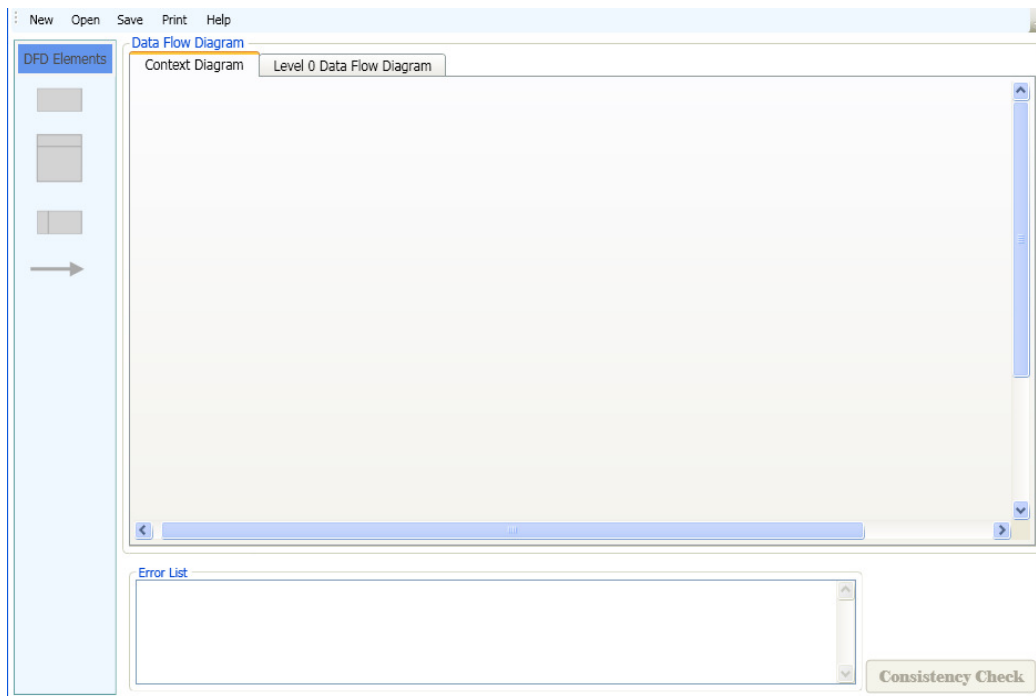 New Open Save Print Help
DFD Elements
Data Flow Diagram
Context Diagram Level 0 Data Flow Diagram
Error List
Consistency Check